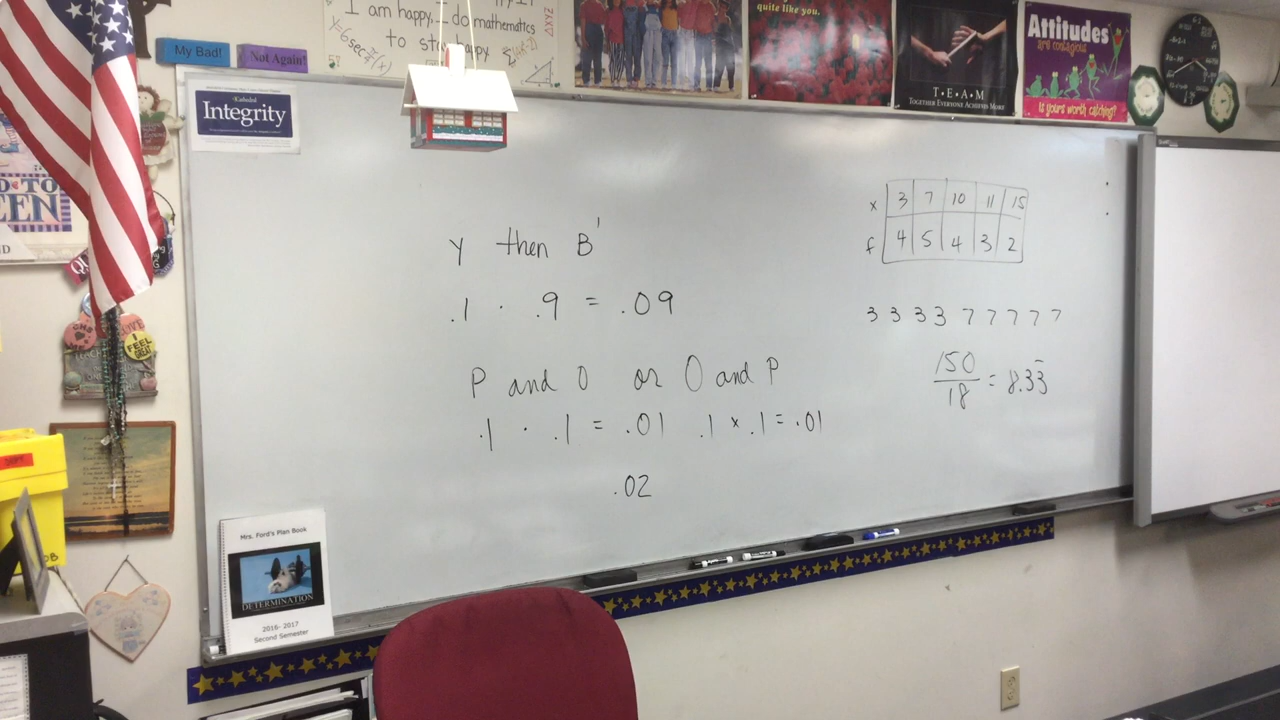 My Bad!
Not Again!
I am happy, I do mathematics
to stay happy
quite like you.
T•E•A•M
TOGETHER EVERYONE ACHIEVES MORE
Attitudes
are contagious
Is yours worth catching?
Integrity
I FEEL GREAT
y then B'
.1 · .9 = .09
P and O or O and P
.1 · .1 = .01 .1 × .1 = .01
.02
x 3 7 10 11 15
f 4 5 4 3 2
3 3 3 3 7 7 7 7 7
150/18 = 8.33̄
Mrs. Ford's Plan Book
DETERMINATION
2016- 2017
Second Semester